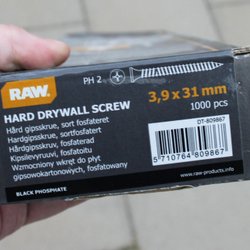 RAW.
PH 2
3,9 x 31 mm
1000 pcs
HARD DRYWALL SCREW
Hård gipsskrue, sort fosfateret
Hardgipsskrue, sortfosfatert
Hårdgipsskruv, fosfaterad
Kipsilevyruuvi, fosfatoitu
Wzmocniony wkręt do płyt
gipsowokartonowych, fosfatowany
DT-809867
5 710764 809867
BLACK PHOSPHATE
www.raw-products.info